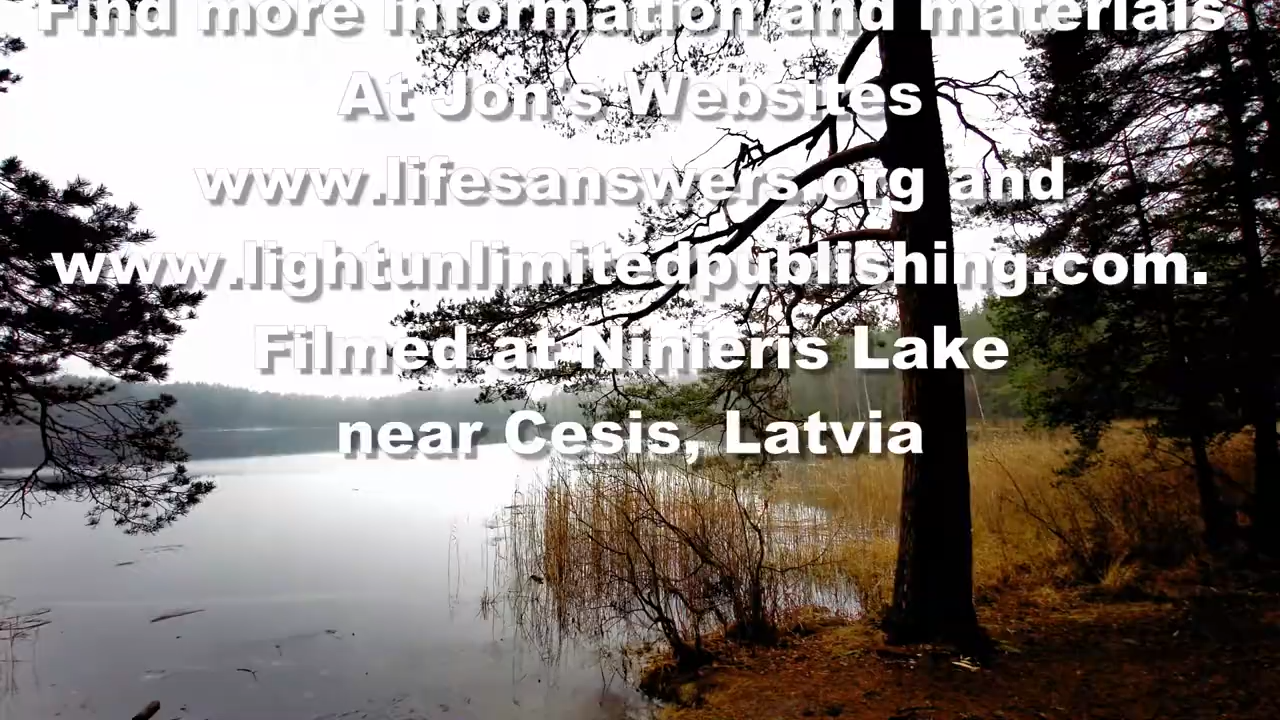 Find more information and materials
At Jon's Websites
www.lifesanswers.org and
www.lightunlimitedpublishing.com.
Filmed at Niniēris Lake
near Cesis, Latvia